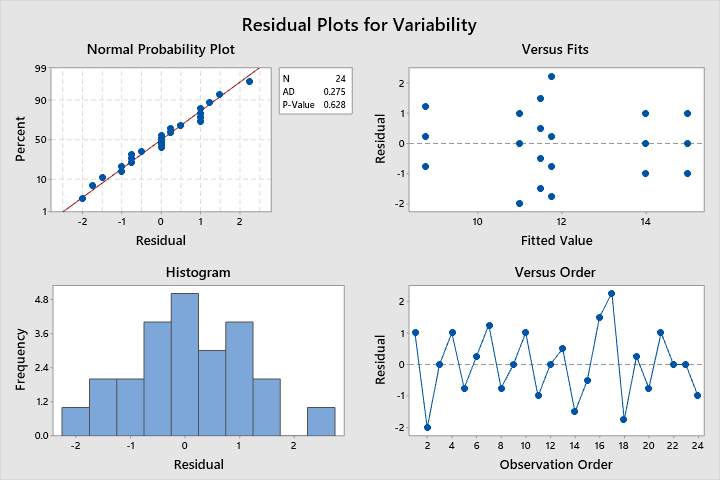 Residual Plots for Variability
Normal Probability Plot
99
90
50
10
1
Percent
-2 -1 0 1 2
Residual
N 24
AD 0.275
P-Value 0.628
Versus Fits
2
1
0
-1
-2
Residual
10 12 14
Fitted Value
Histogram
4.8
3.6
2.4
1.2
0.0
Frequency
-2 -1 0 1 2
Residual
Versus Order
2
1
0
-1
-2
Residual
2 4 6 8 10 12 14 16 18 20 22 24
Observation Order